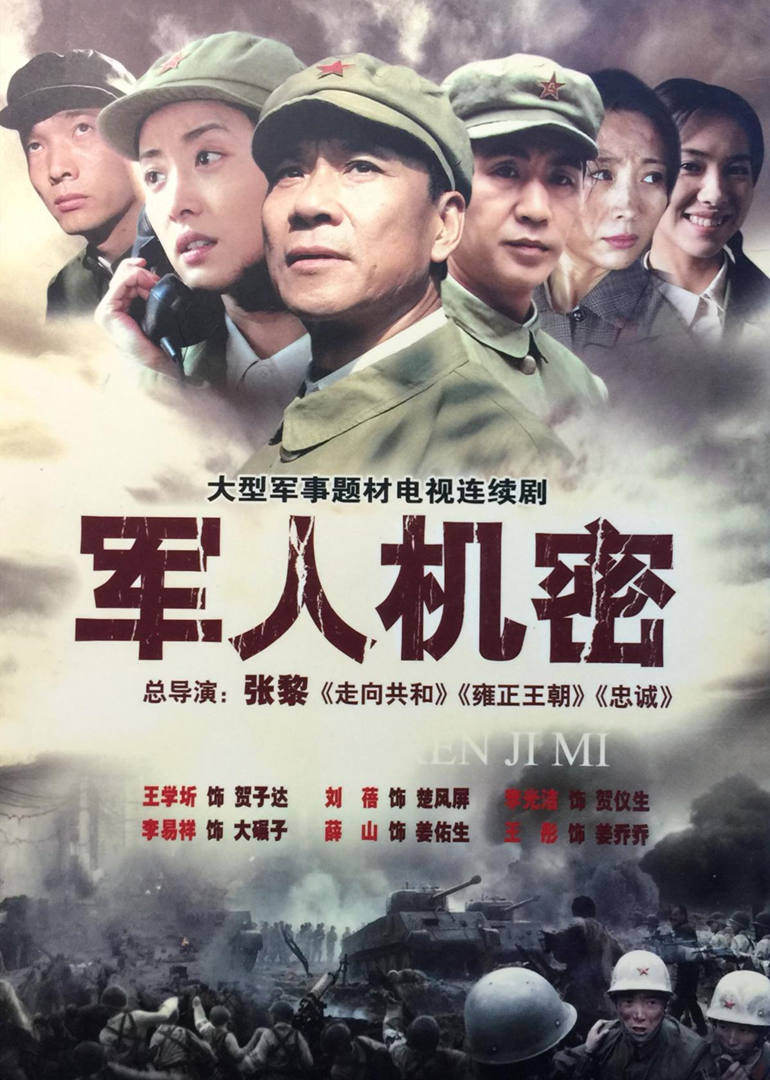 大型军事题材电视连续剧
军人机密
总导演：张黎《走向共和》《雍正王朝》《忠诚》
EN JI MI
王学圻 饰 贺子达 刘蓓 饰 楚风屏 李光洁 饰 贺仪生
李易祥 饰 大碾子 薛山 饰 姜佑生 王彤 饰 姜乔乔